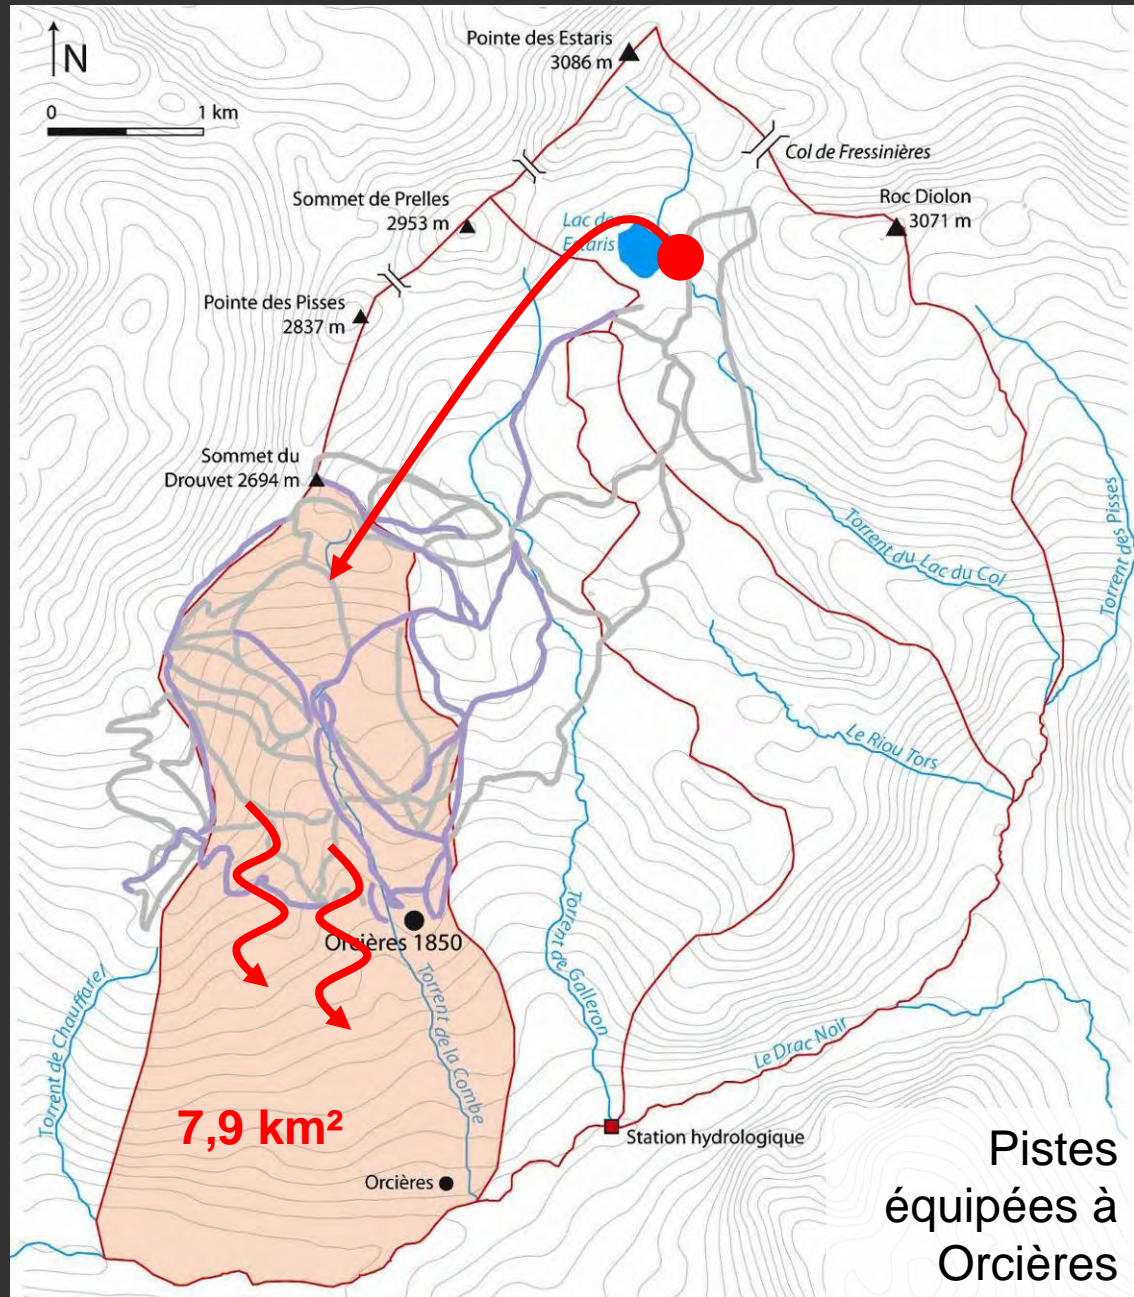 N
0 1 km
Pointe des Estaris
3086 m
Col de Fressinières
Roc Diolon
3071 m
Sommet de Prelles
2953 m
Lac des
Estaris
Pointe des Pisses
2837 m
Sommet du
Drouvet 2694 m
Torrent du Lac du Col
Torrent des Pisses
Le Riou Tors
Orcières 1850
Torrent de Galleron
Torrent de la Combe
Torrent de Chauffarel
Le Drac Noir
7,9 km²
Station hydrologique
Orcières
Pistes
équipées à
Orcières